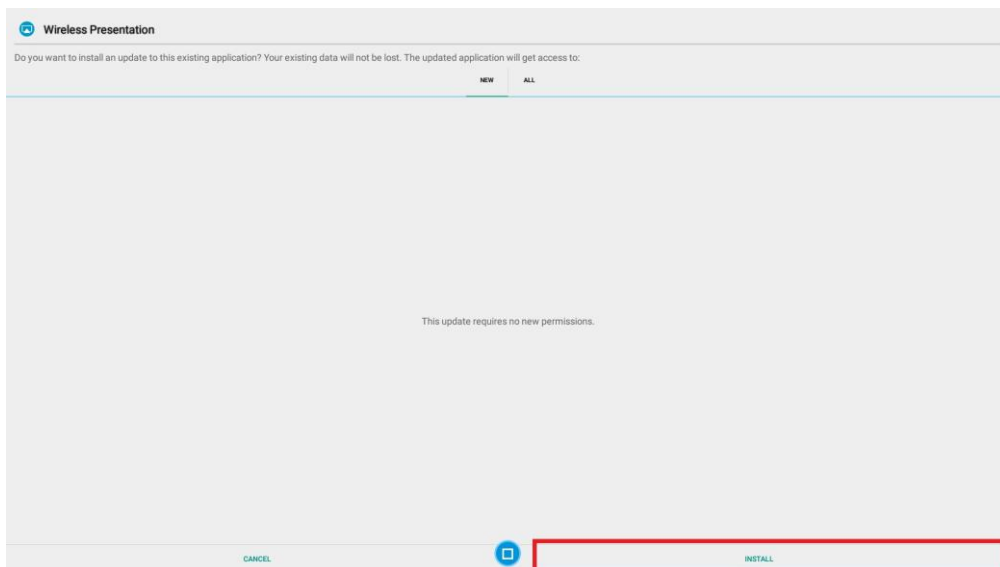 Wireless Presentation
Do you want to install an update to this existing application? Your existing data will not be lost. The updated application will get access to:
NEW ALL
This update requires no new permissions.
CANCEL INSTALL